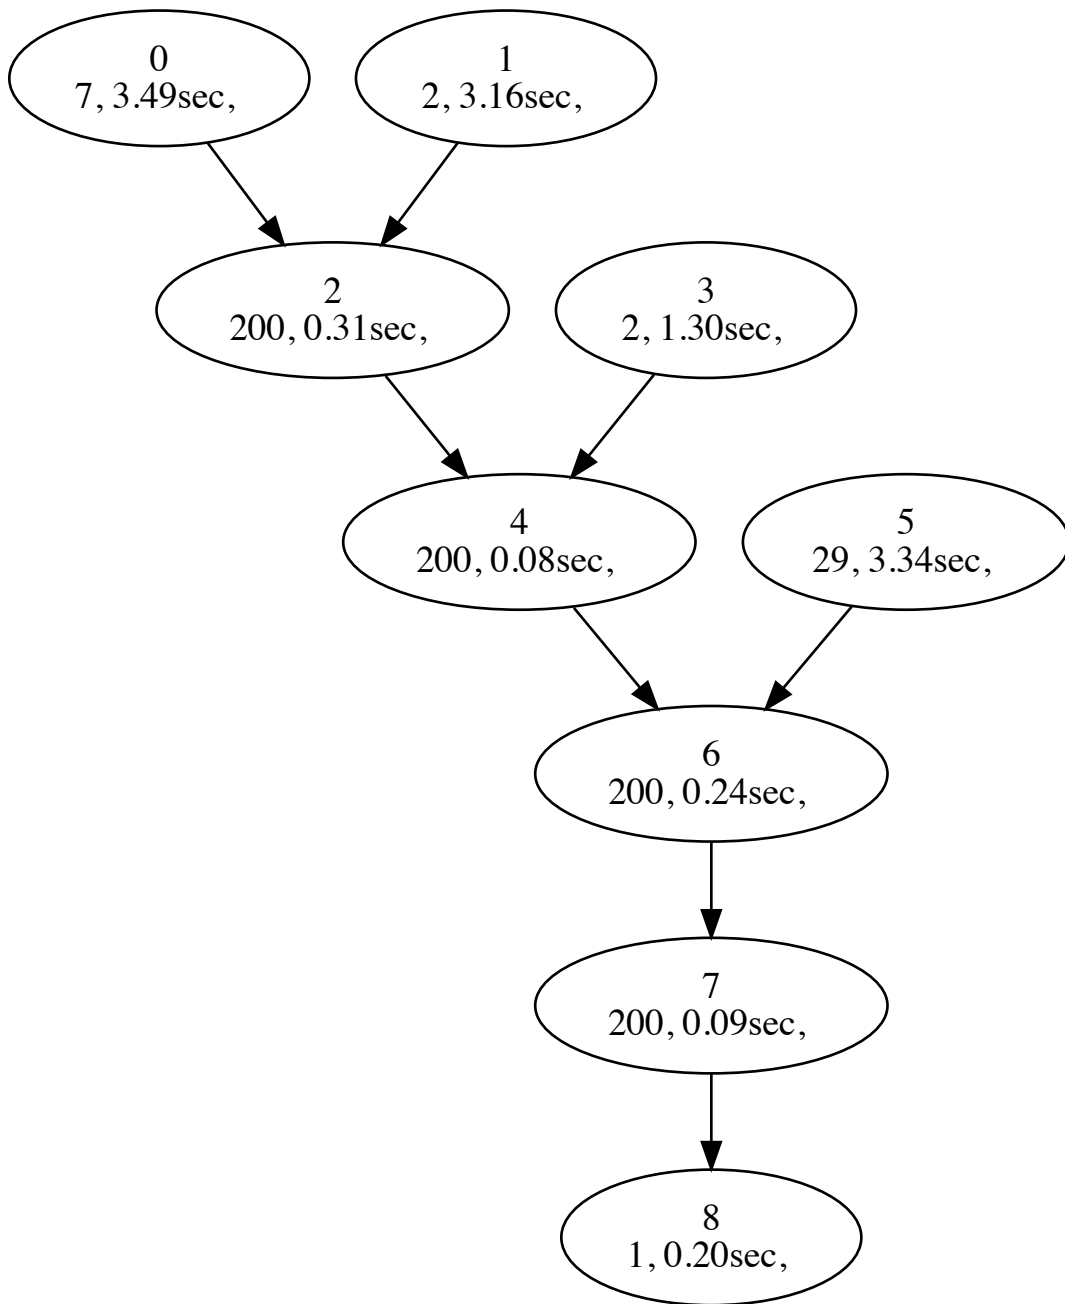 0
7, 3.49sec,
1
2, 3.16sec,
2
200, 0.31sec,
3
2, 1.30sec,
4
200, 0.08sec,
5
29, 3.34sec,
6
200, 0.24sec,
7
200, 0.09sec,
8
1, 0.20sec,